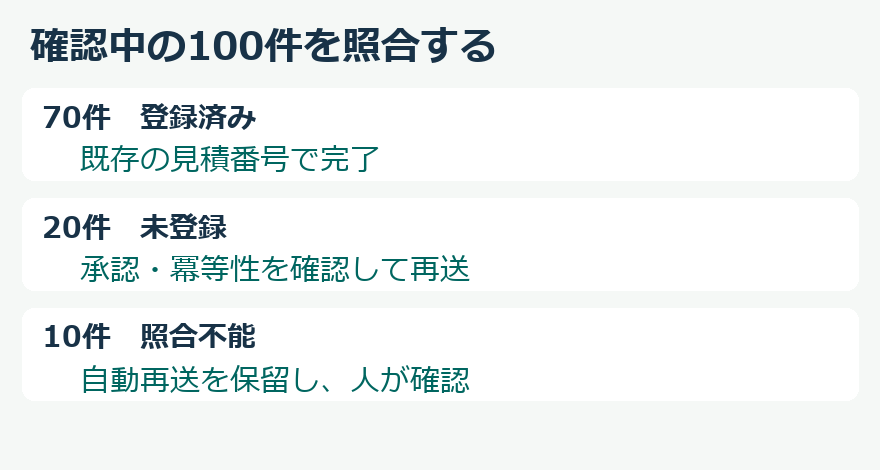 確認中の100件を照合する
70件　登録済み
既存の見積番号で完了
20件　未登録
承認・冪等性を確認して再送
10件　照合不能
自動再送を保留し、人が確認